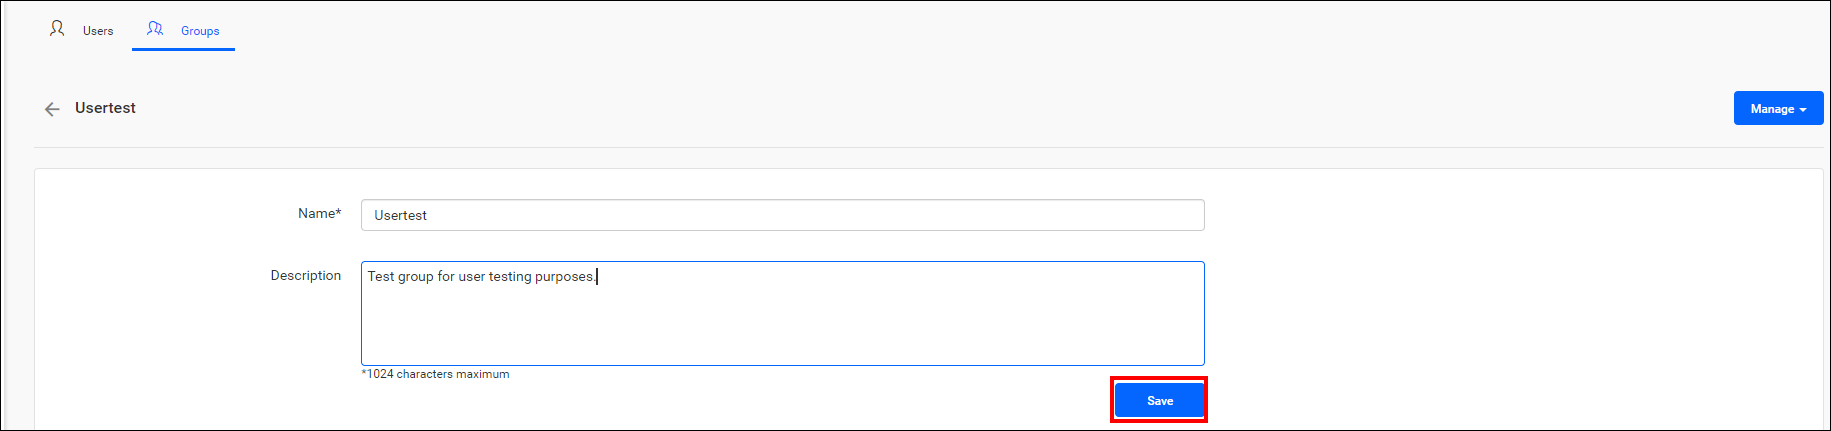 Users
Groups
Usertest
Manage
Name*
Usertest
Description
Test group for user testing purposes.
*1024 characters maximum
Save